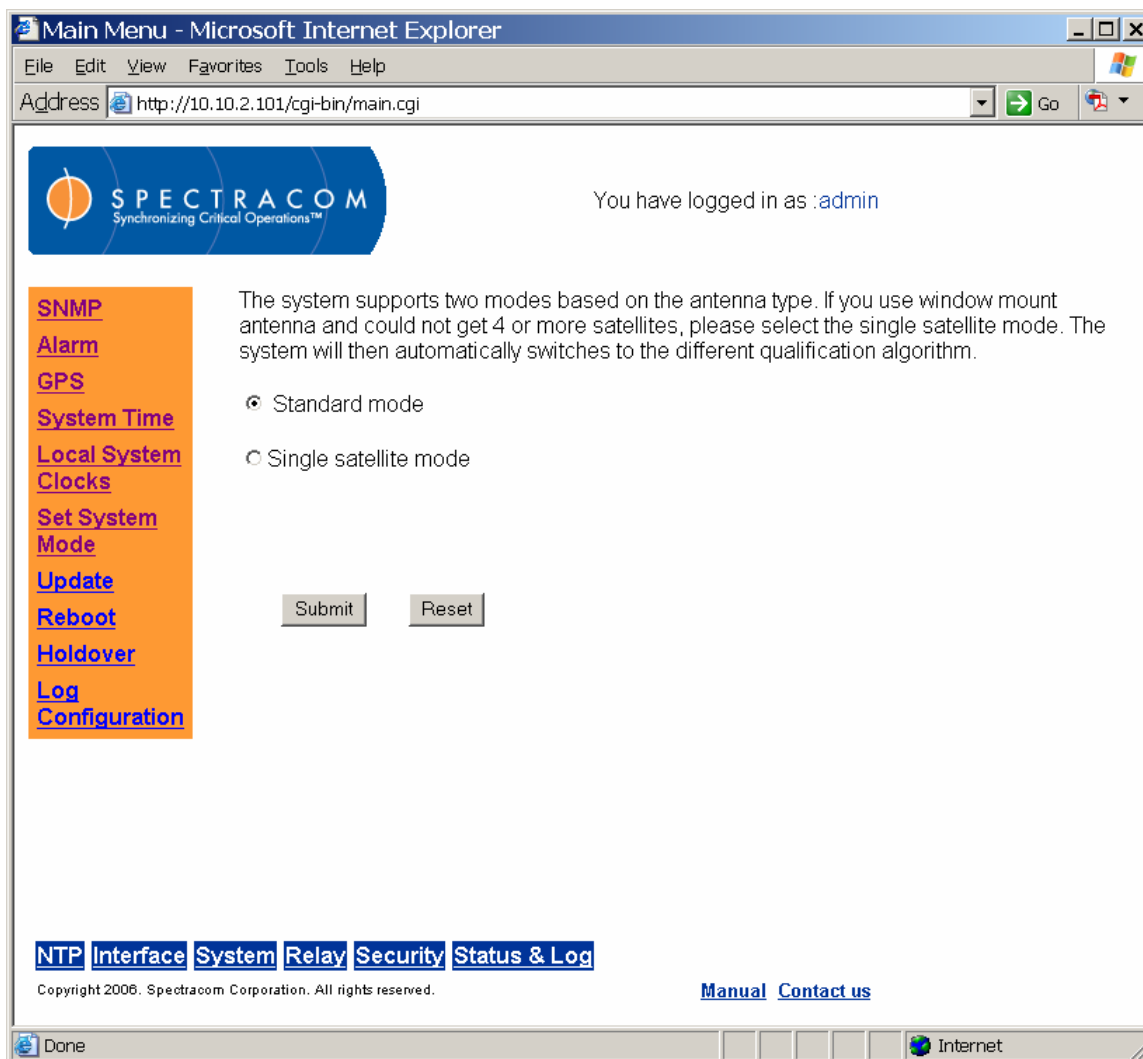 Main Menu - Microsoft Internet Explorer
File Edit View Favorites Tools Help
Address http://10.10.2.101/cgi-bin/main.cgi Go
SPECTRACOM
Synchronizing Critical Operations™
You have logged in as :admin
SNMP
Alarm
GPS
System Time
Local System
Clocks
Set System
Mode
Update
Reboot
Holdover
Log
Configuration
The system supports two modes based on the antenna type. If you use window mount
antenna and could not get 4 or more satellites, please select the single satellite mode. The
system will then automatically switches to the different qualification algorithm.
Standard mode
Single satellite mode
Submit Reset
NTP Interface System Relay Security Status & Log
Copyright 2006. Spectracom Corporation. All rights reserved.
Manual Contact us
Done Internet